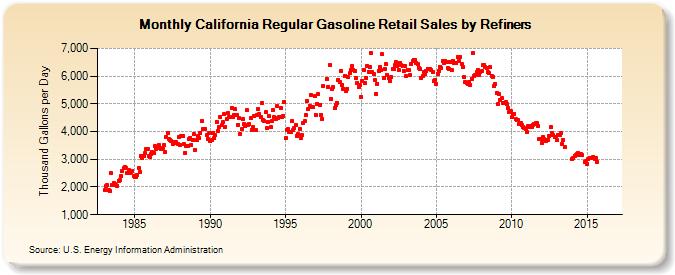 Monthly California Regular Gasoline Retail Sales by Refiners
Thousand Gallons per Day
7,000
6,000
5,000
4,000
3,000
2,000
1,000
1985 1990 1995 2000 2005 2010 2015
Source: U.S. Energy Information Administration